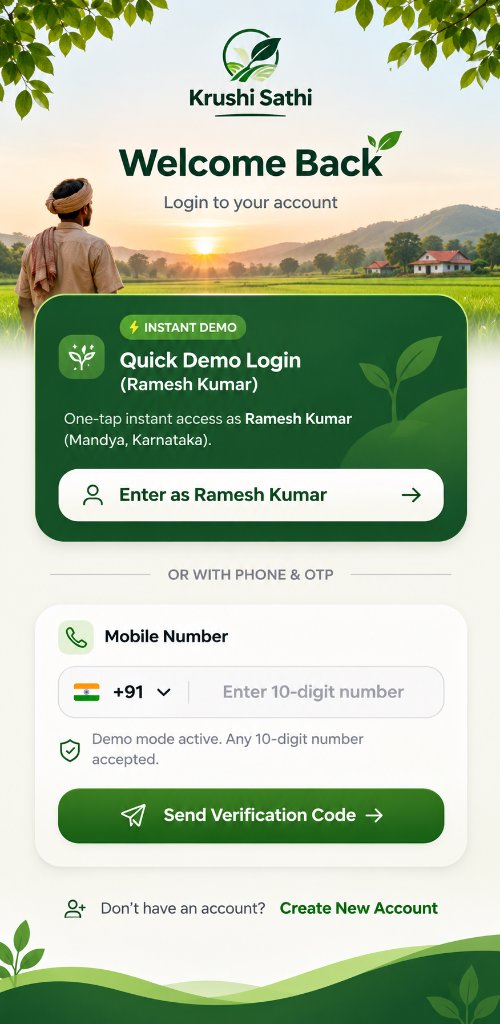 Krushi Sathi
Welcome Back
Login to your account
INSTANT DEMO
Quick Demo Login
(Ramesh Kumar)
One-tap instant access as Ramesh Kumar
(Mandya, Karnataka).
Enter as Ramesh Kumar
OR WITH PHONE & OTP
Mobile Number
+91 Enter 10-digit number
Demo mode active. Any 10-digit number
accepted.
Send Verification Code →
Don't have an account? Create New Account